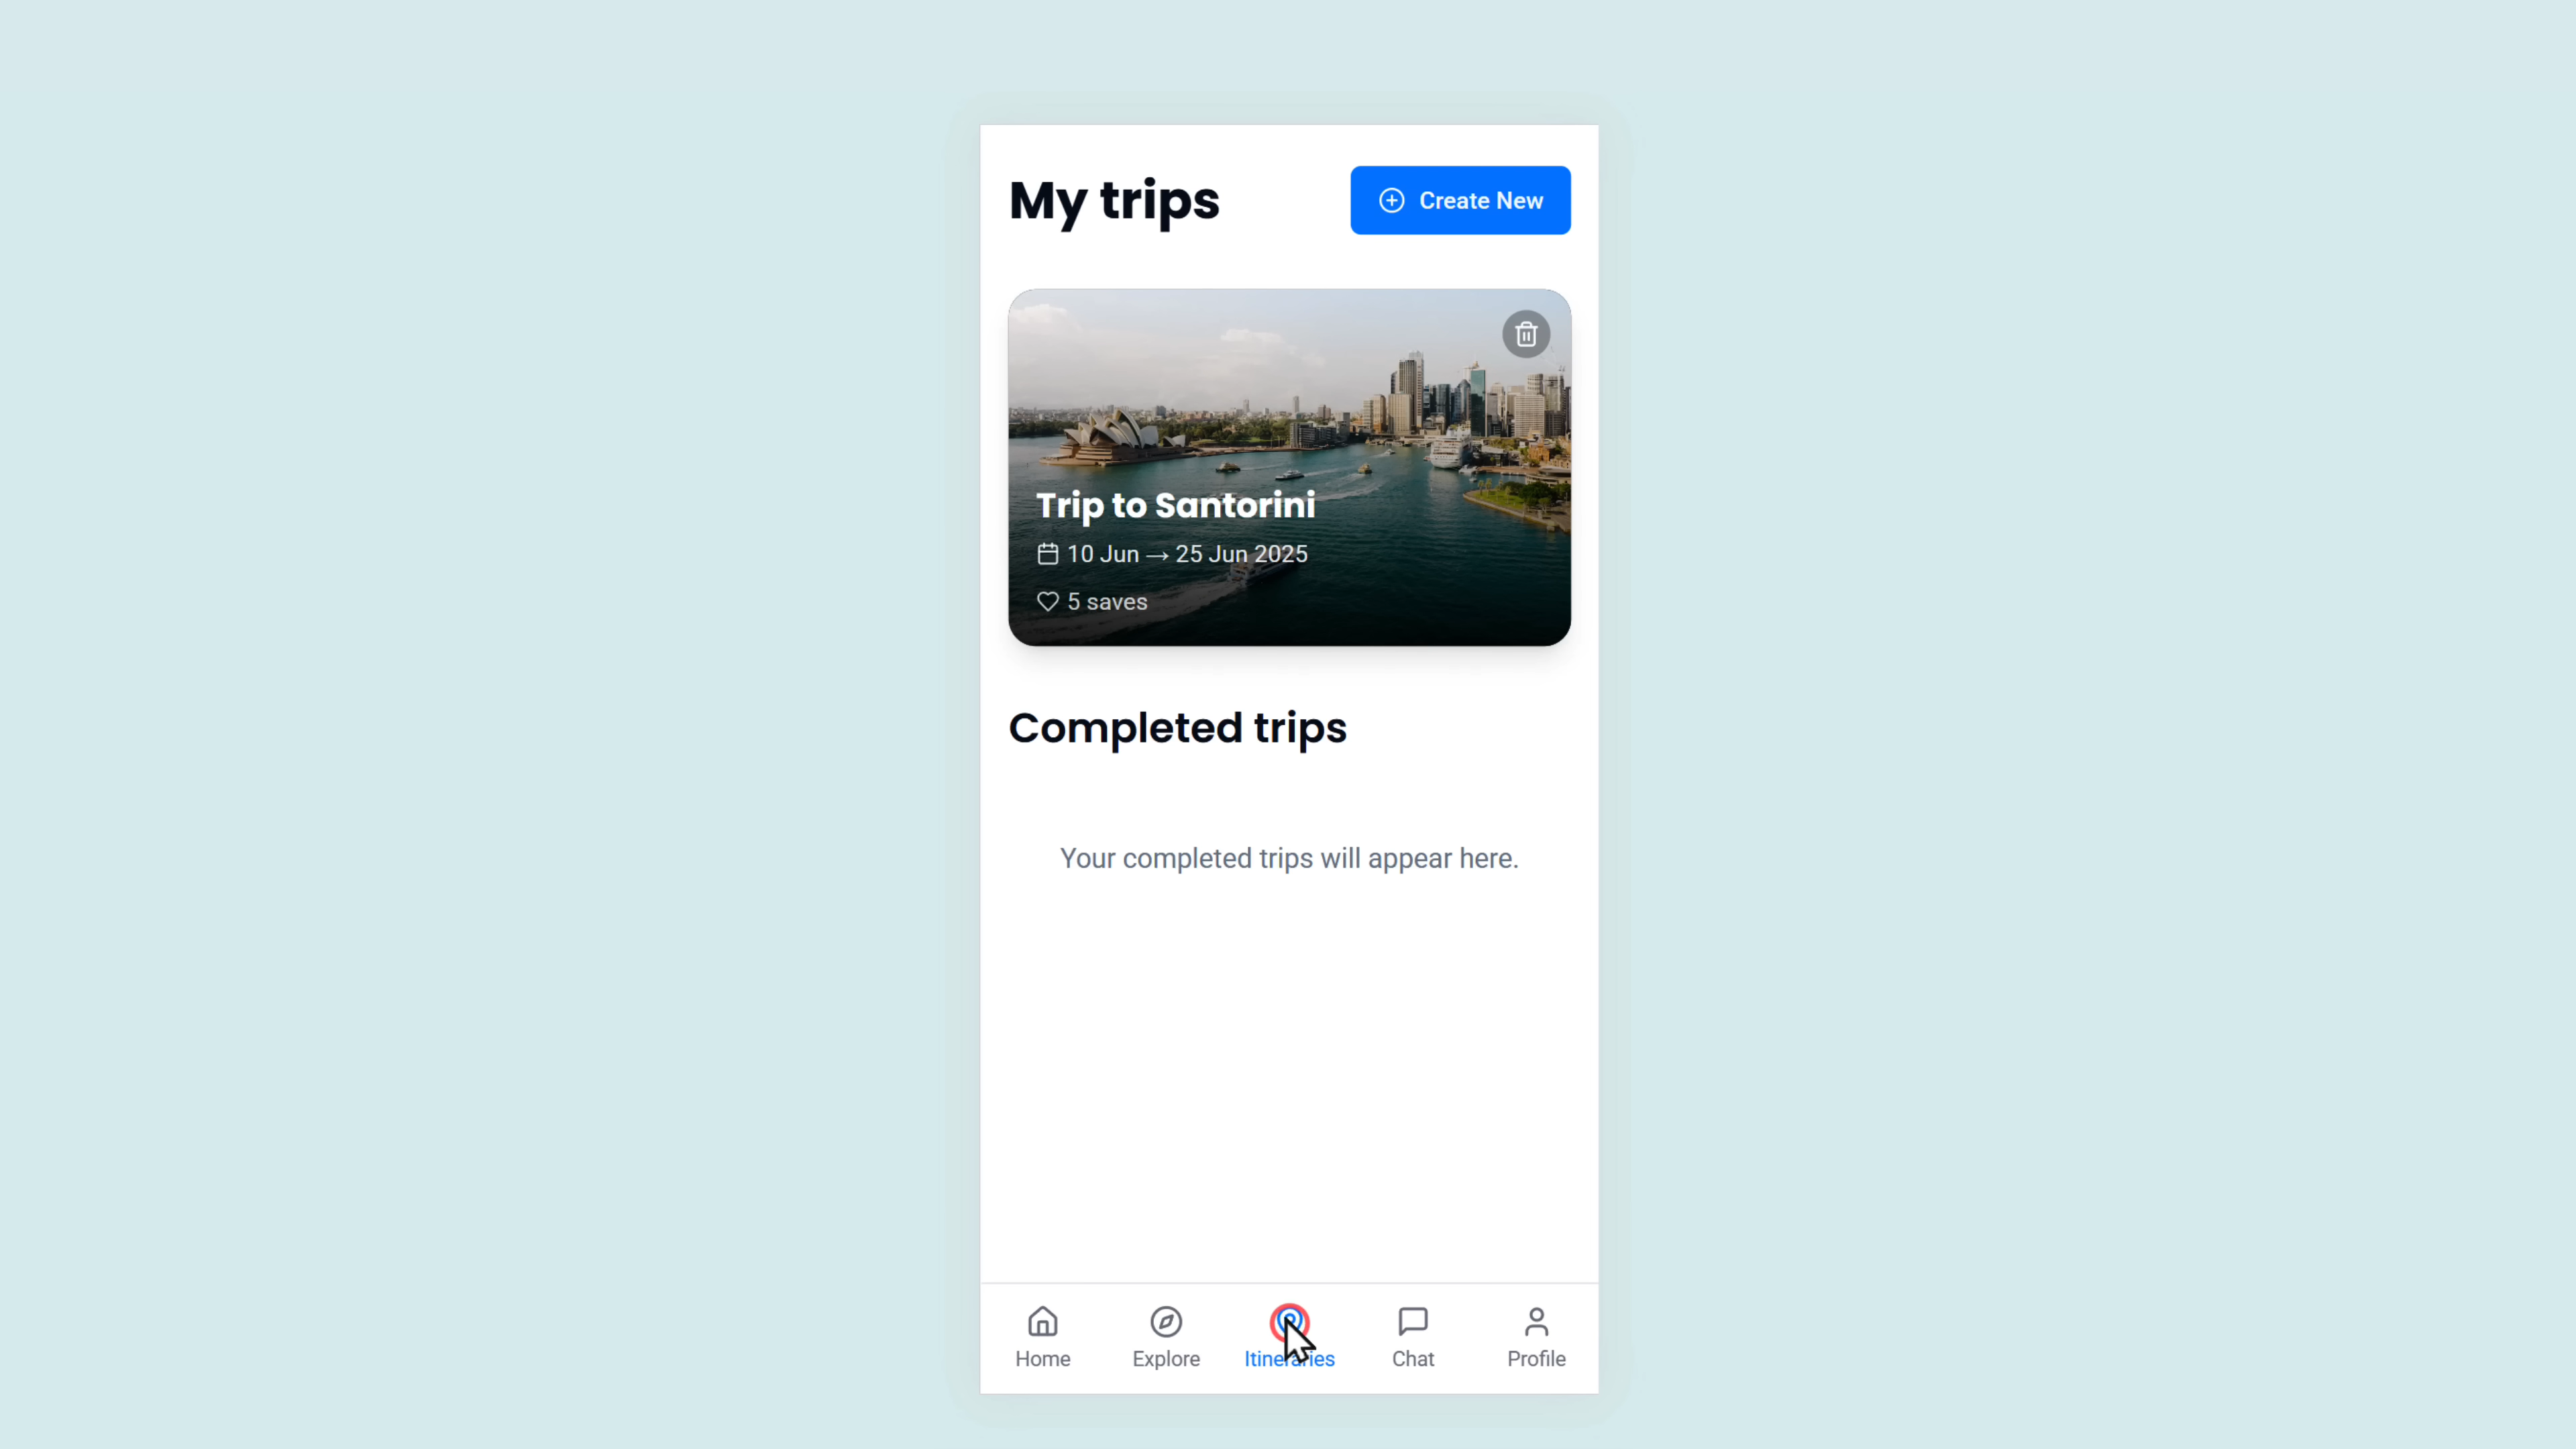 My trips
Create New
Trip to Santorini
10 Jun → 25 Jun 2025
5 saves
Completed trips
Your completed trips will appear here.
Home
Explore
Itineraries
Chat
Profile